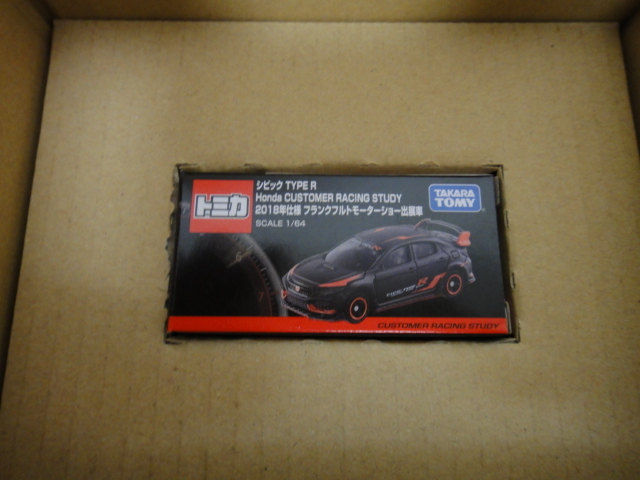 トミカ
シビック TYPE R
Honda CUSTOMER RACING STUDY
2018年仕様 フランクフルトモーターショー出展車
SCALE 1/64
TAKARA TOMY
CUSTOMER RACING STUDY